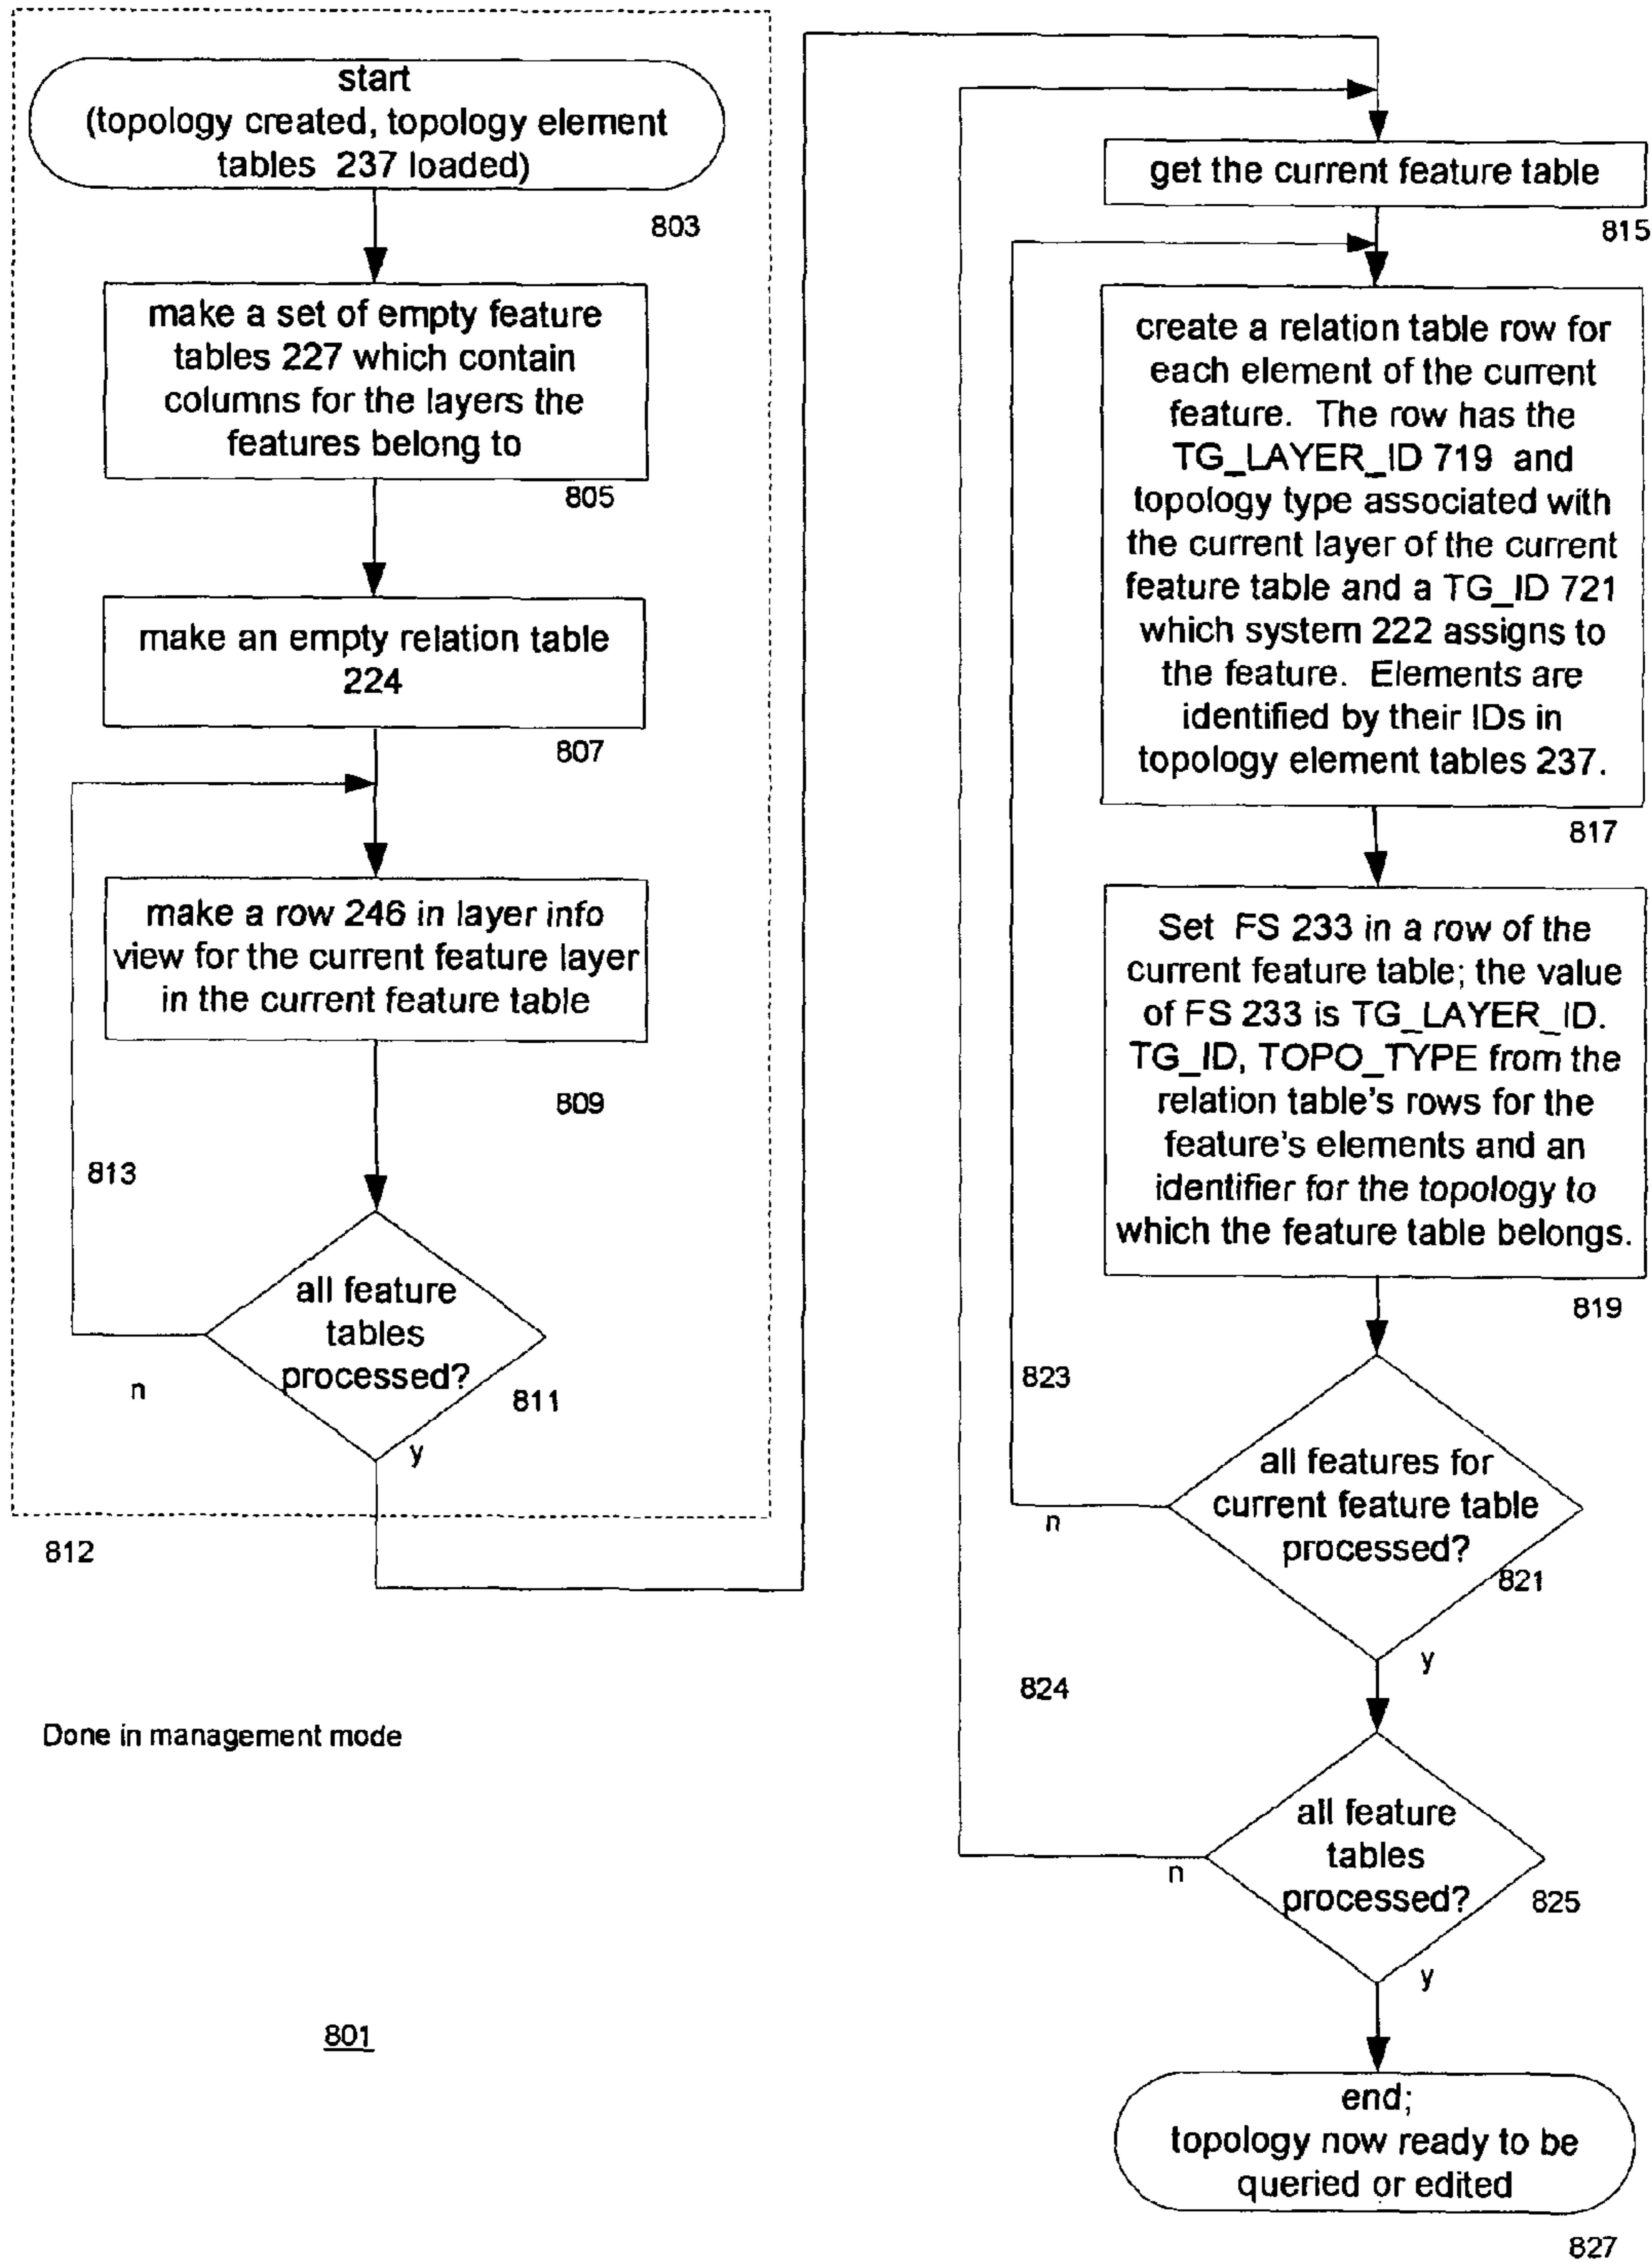 start
(topology created, topology element
tables 237 loaded)
803
make a set of empty feature
tables 227 which contain
columns for the layers the
features belong to
805
make an empty relation table
224
807
make a row 246 in layer info
view for the current feature layer
in the current feature table
809
813
all feature
tables
processed?
811
n
y
812
Done in management mode
801
get the current feature table
815
create a relation table row for
each element of the current
feature. The row has the
TG_LAYER_ID 719 and
topology type associated with
the current layer of the current
feature table and a TG_ID 721
which system 222 assigns to
the feature. Elements are
identified by their IDs in
topology element tables 237.
817
Set FS 233 in a row of the
current feature table; the value
of FS 233 is TG_LAYER_ID.
TG_ID, TOPO_TYPE from the
relation table's rows for the
feature's elements and an
identifier for the topology to
which the feature table belongs.
819
823
all features for
current feature table
processed?
821
n
y
824
all feature
tables
processed?
825
n
y
end;
topology now ready to be
queried or edited
827